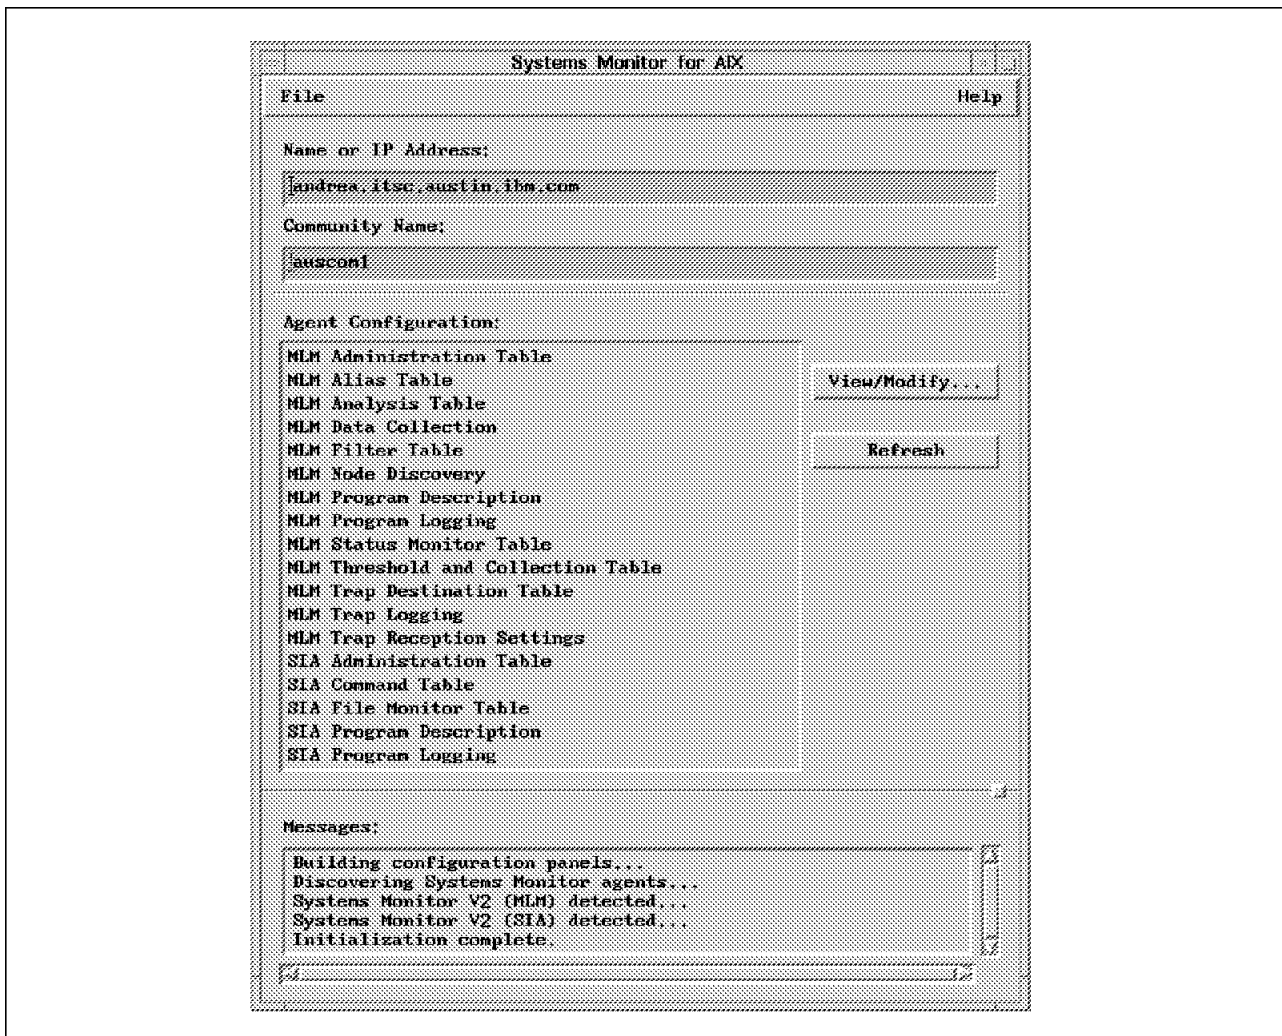 Systems Monitor for AIX
File Help
Name or IP Address:
andrea.itsc.austin.ibm.com
Community Name:
auscom1
Agent Configuration:
MLM Administration Table
MLM Alias Table
View/Modify...
MLM Analysis Table
MLM Data Collection
MLM Filter Table
Refresh
MLM Node Discovery
MLM Program Description
MLM Program Logging
MLM Status Monitor Table
MLM Threshold and Collection Table
MLM Trap Destination Table
MLM Trap Logging
MLM Trap Reception Settings
SIA Administration Table
SIA Command Table
SIA File Monitor Table
SIA Program Description
SIA Program Logging
Messages:
Building configuration panels...
Discovering Systems Monitor agents...
Systems Monitor V2 (MLM) detected...
Systems Monitor V2 (SIA) detected...
Initialization complete.